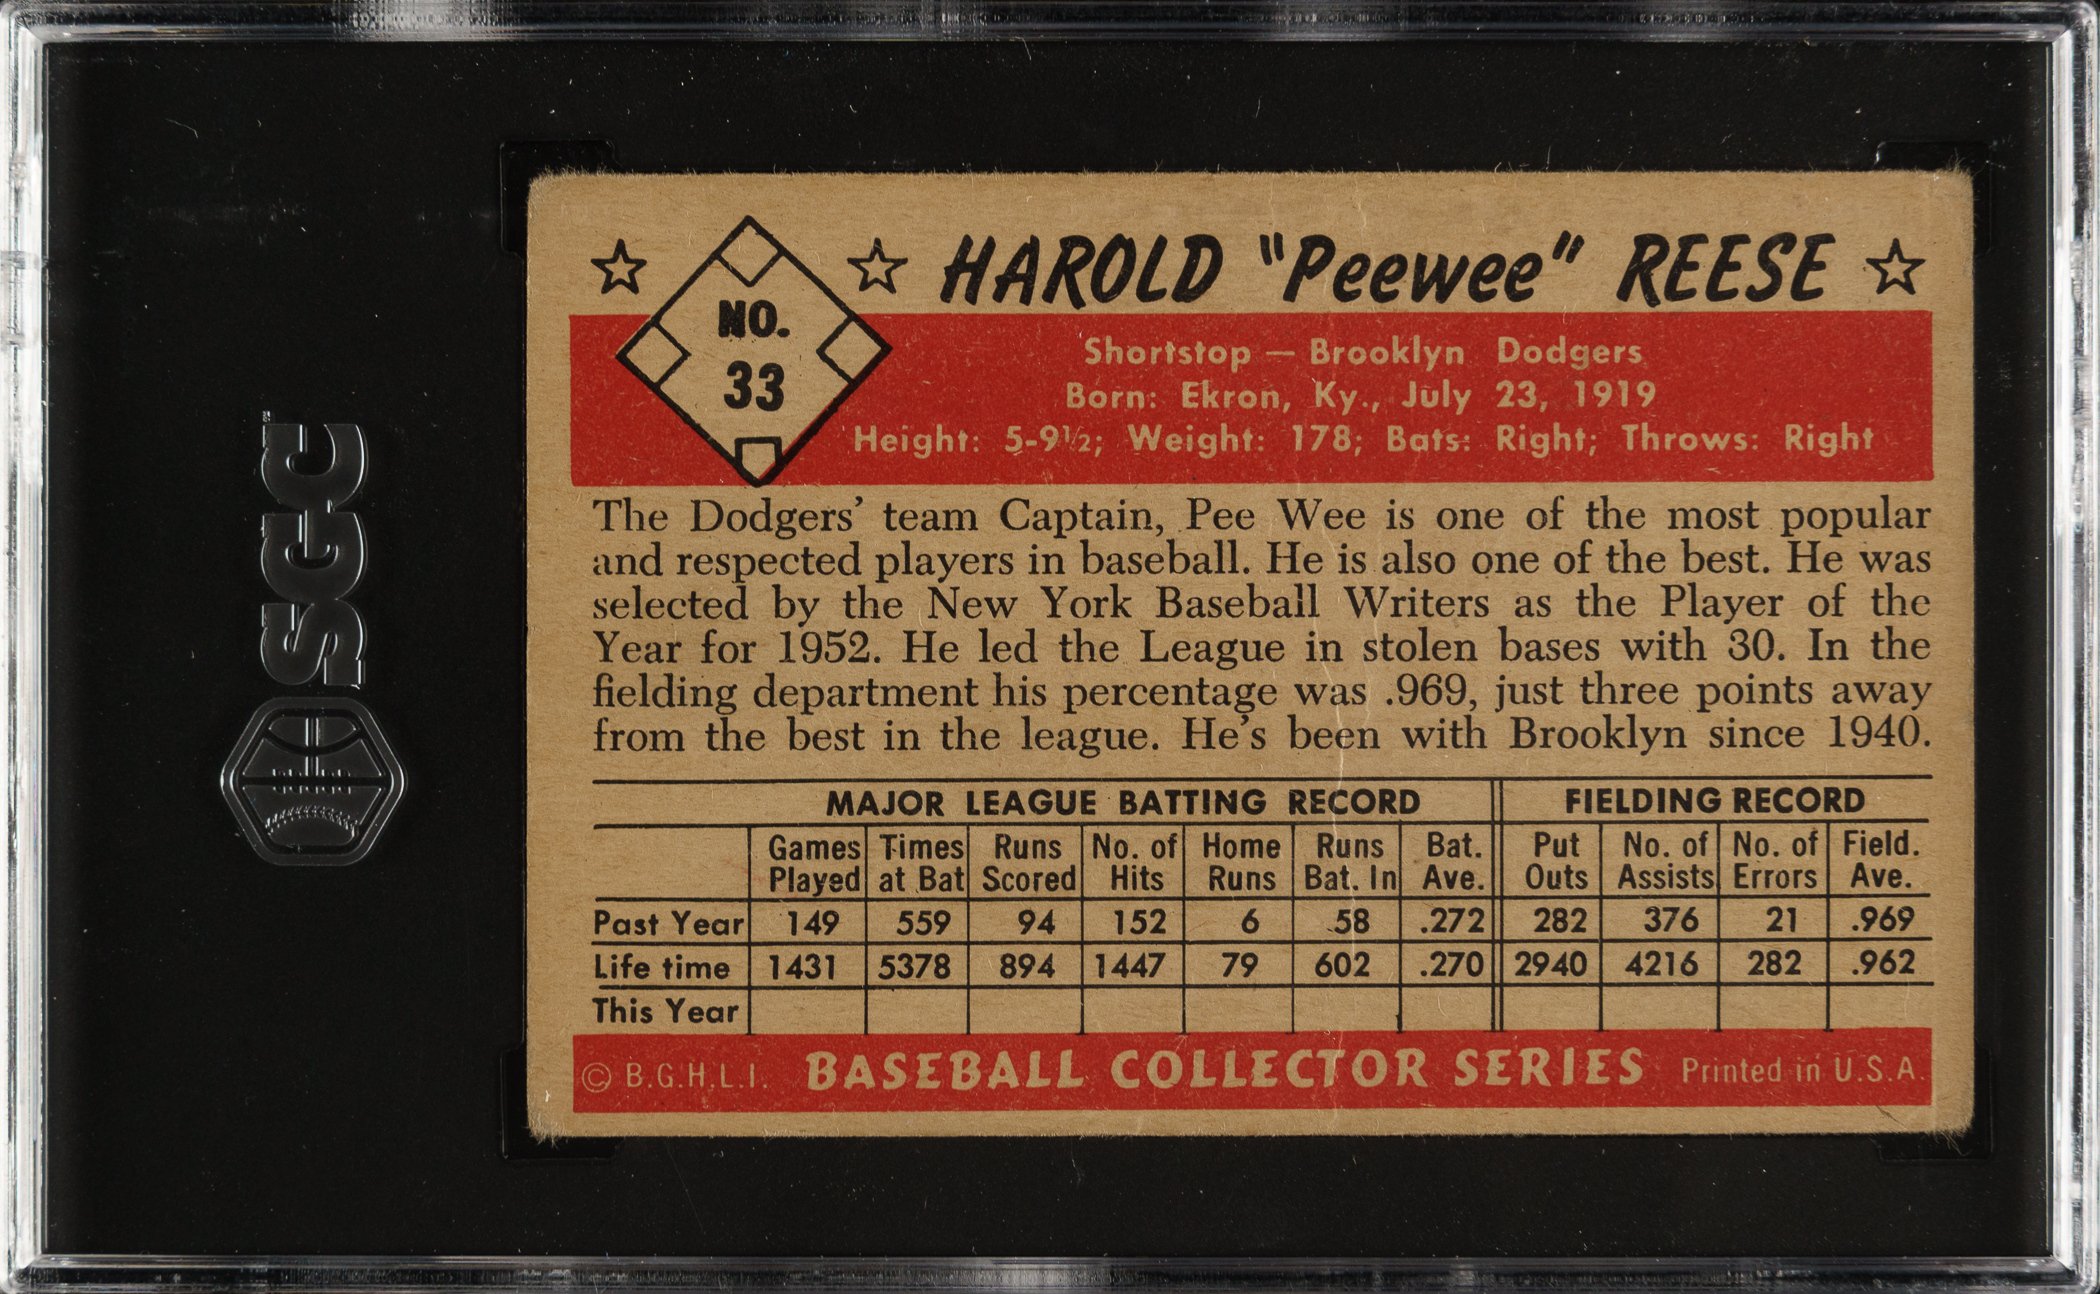 HAROLD "Peewee" REESE
NO.
33
Shortstop — Brooklyn Dodgers
Born: Ekron, Ky., July 23, 1919
Height: 5-9½; Weight: 178; Bats: Right; Throws: Right
The Dodgers' team Captain, Pee Wee is one of the most popular
and respected players in baseball. He is also one of the best. He was
selected by the New York Baseball Writers as the Player of the
Year for 1952. He led the League in stolen bases with 30. In the
fielding department his percentage was .969, just three points away
from the best in the league. He's been with Brooklyn since 1940.
MAJOR LEAGUE BATTING RECORD FIELDING RECORD
Games Times Runs No. of Home Runs Bat. Put No. of No. of Field.
Played at Bat Scored Hits Runs Bat. In Ave. Outs Assists Errors Ave.
Past Year 149 559 94 152 6 58 .272 282 376 21 .969
Life time 1431 5378 894 1447 79 602 .270 2940 4216 282 .962
This Year
© B.G.H.L.I. BASEBALL COLLECTOR SERIES Printed in U.S.A.
SGC